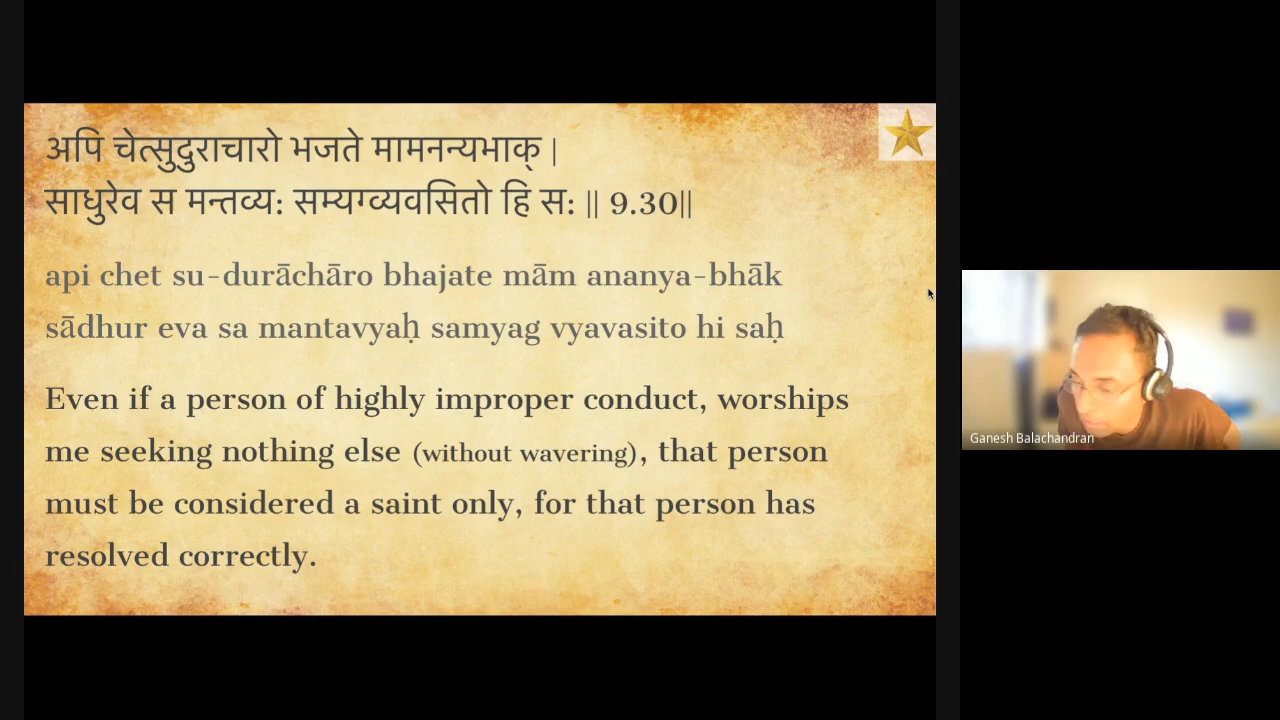 अपि चेत्सुदुराचारो भजते मामनन्यभाक् |
साधुरेव स मन्तव्य: सम्यग्व्यवसितो हि स: || 9.30||
api chet su-durāchāro bhajate mām ananya-bhāk
sādhur eva sa mantavyaḥ samyag vyavasito hi saḥ
Even if a person of highly improper conduct, worships
me seeking nothing else (without wavering), that person
must be considered a saint only, for that person has
resolved correctly.
Ganesh Balachandran